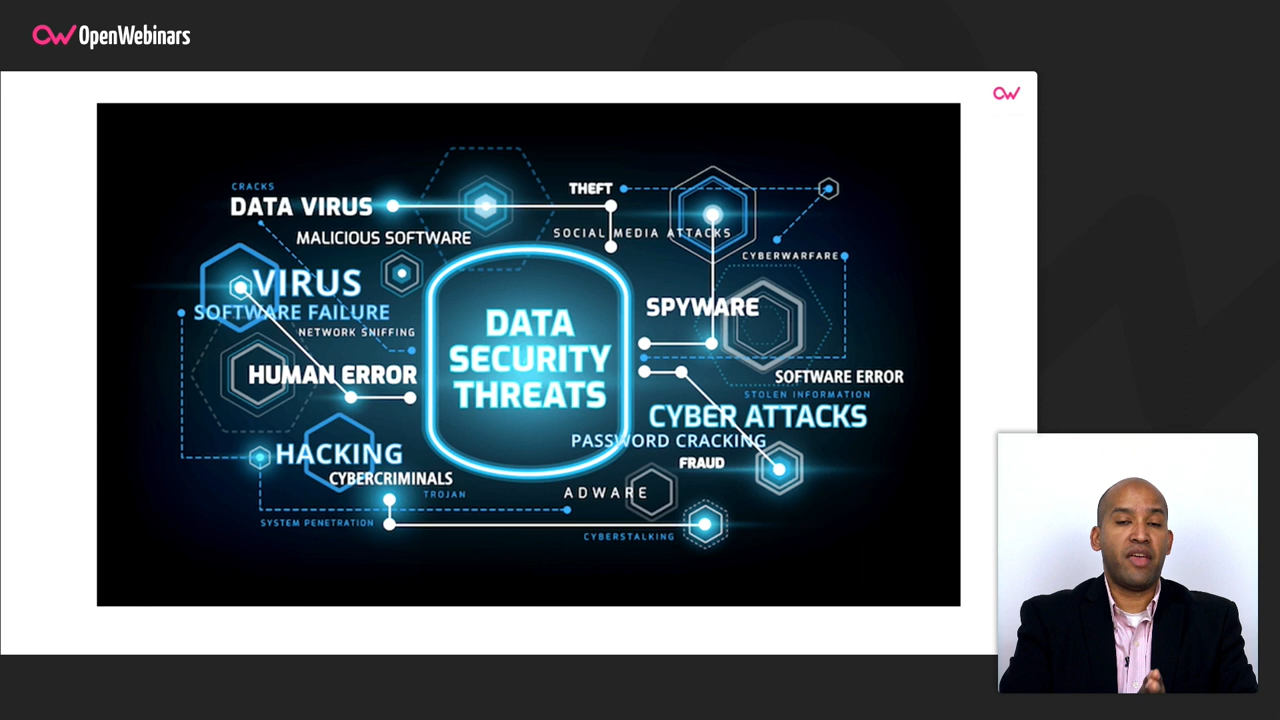 OpenWebinars
CRACKS
DATA VIRUS
MALICIOUS SOFTWARE
VIRUS
SOFTWARE FAILURE
NETWORK SNIFFING
HUMAN ERROR
HACKING
CYBERCRIMINALS
TROJAN
SYSTEM PENETRATION
DATA
SECURITY
THREATS
THEFT
SOCIAL MEDIA ATTACKS
CYBERWARFARE
SPYWARE
SOFTWARE ERROR
STOLEN INFORMATION
CYBER ATTACKS
PASSWORD CRACKING
FRAUD
ADWARE
CYBERSTALKING